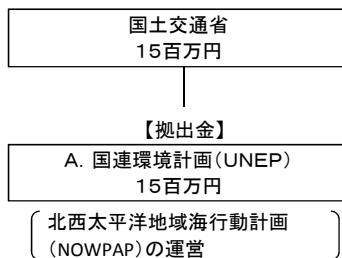 国土交通省
15百万円
【拠出金】
A. 国連環境計画(UNEP)
15百万円
北西太平洋地域海行動計画
(NOWPAP)の運営